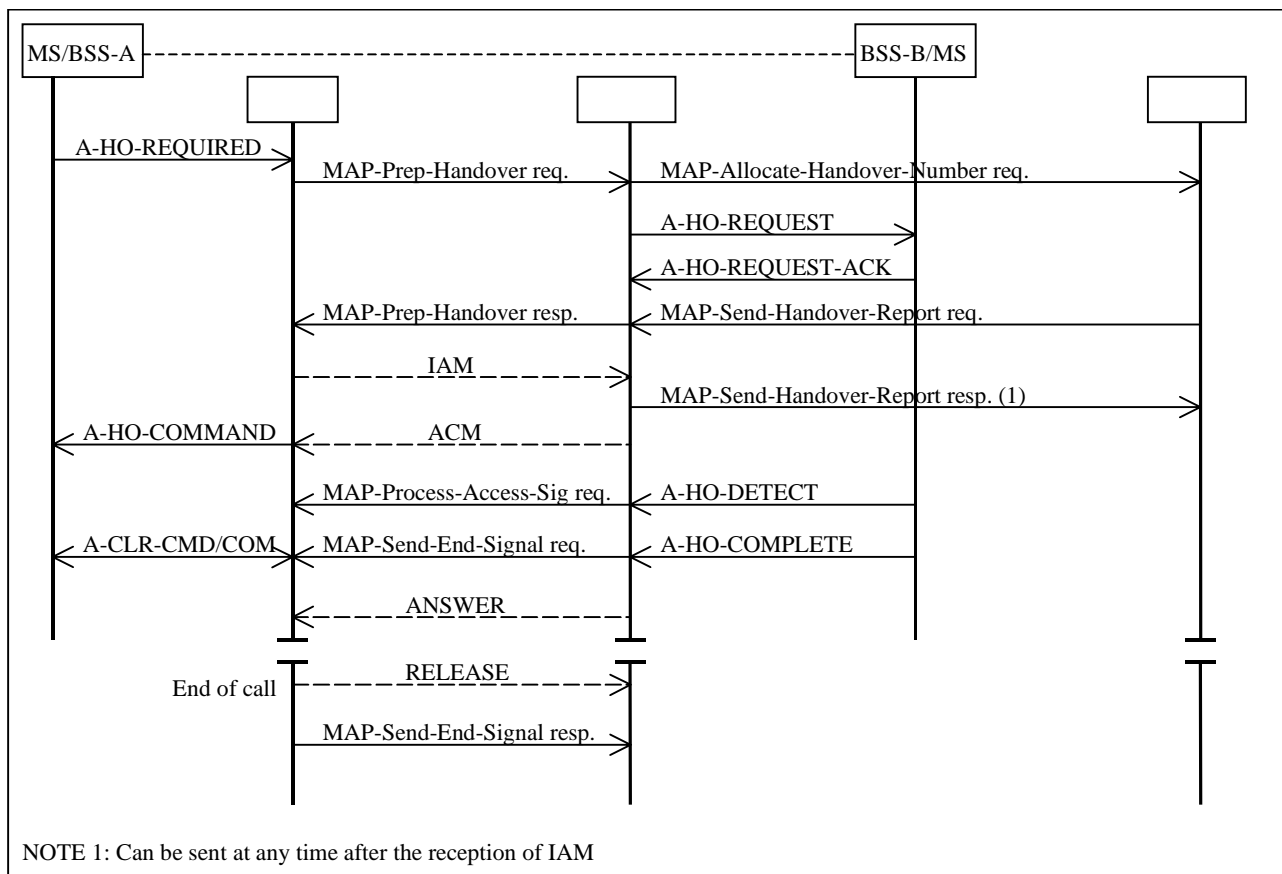 MS/BSS-A
BSS-B/MS
A-HO-REQUIRED
MAP-Prep-Handover req.
MAP-Allocate-Handover-Number req.
A-HO-REQUEST
A-HO-REQUEST-ACK
MAP-Prep-Handover resp.
MAP-Send-Handover-Report req.
IAM
MAP-Send-Handover-Report resp. (1)
A-HO-COMMAND
ACM
MAP-Process-Access-Sig req.
A-HO-DETECT
A-CLR-CMD/COM
MAP-Send-End-Signal req.
A-HO-COMPLETE
ANSWER
RELEASE
End of call
MAP-Send-End-Signal resp.
NOTE 1: Can be sent at any time after the reception of IAM